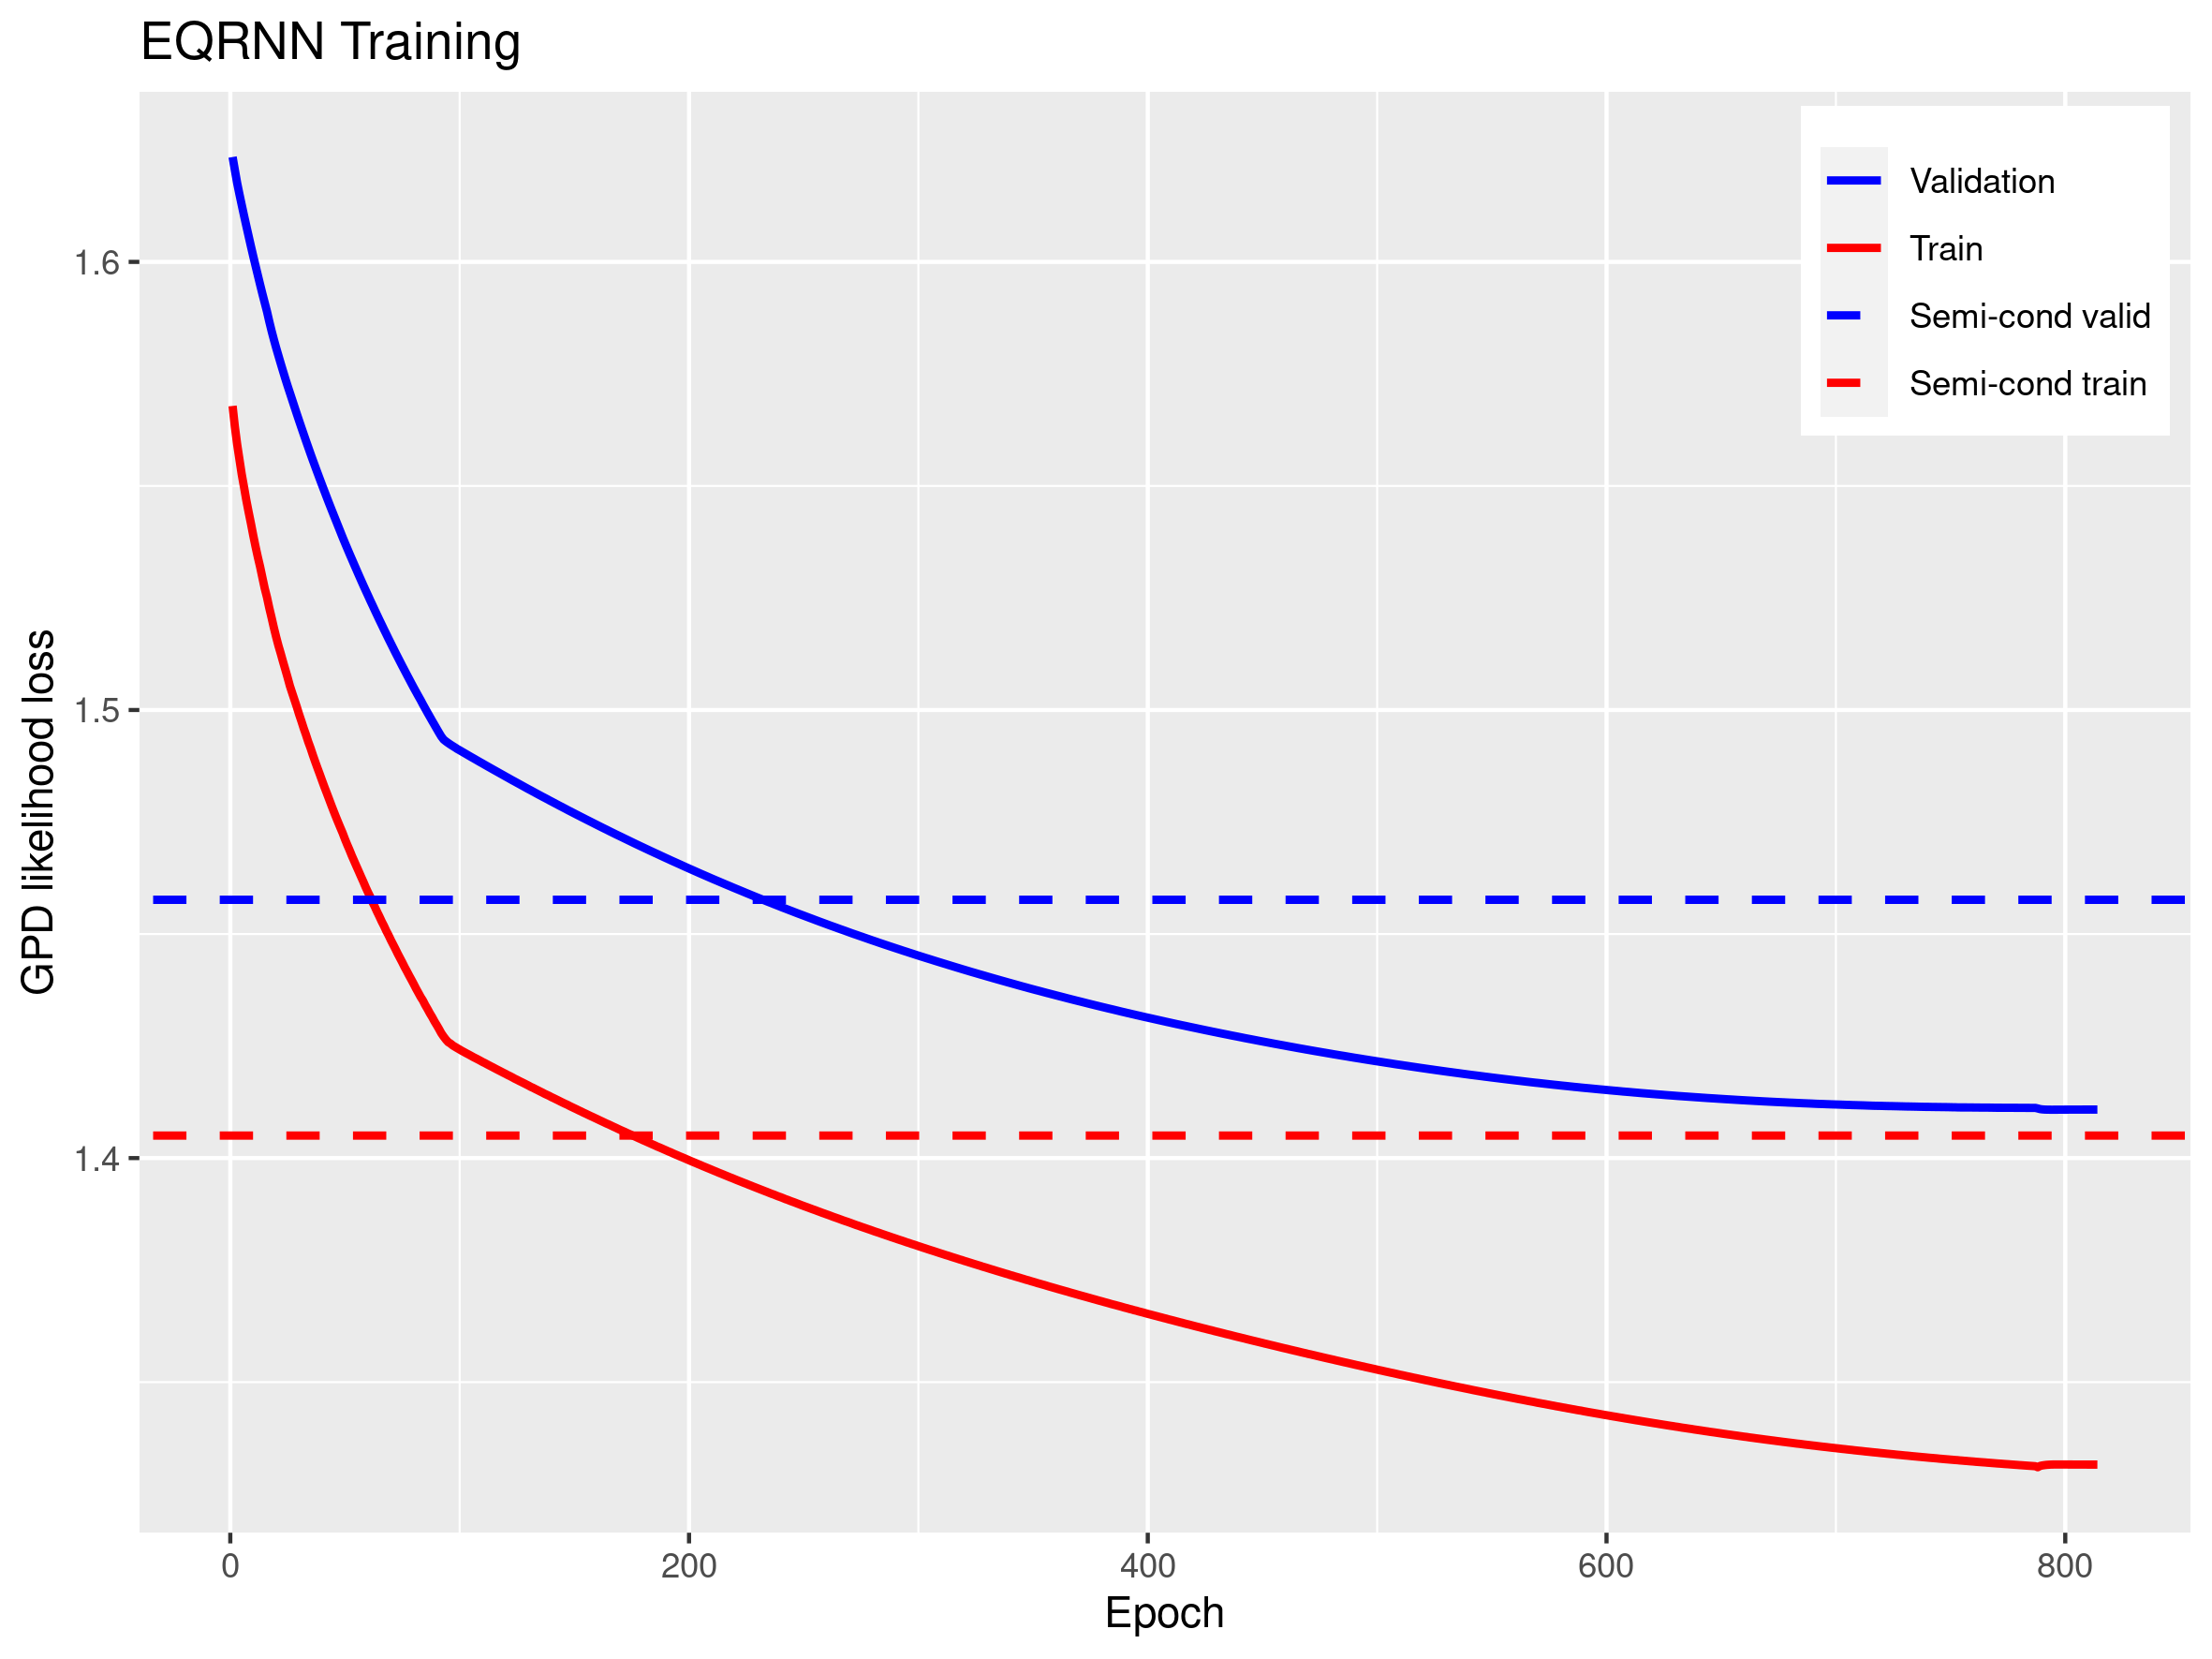 EQRNN Training
GPD likelihood loss
1.6
1.5
1.4
Validation
Train
Semi-cond valid
Semi-cond train
0 200 400 600 800
Epoch